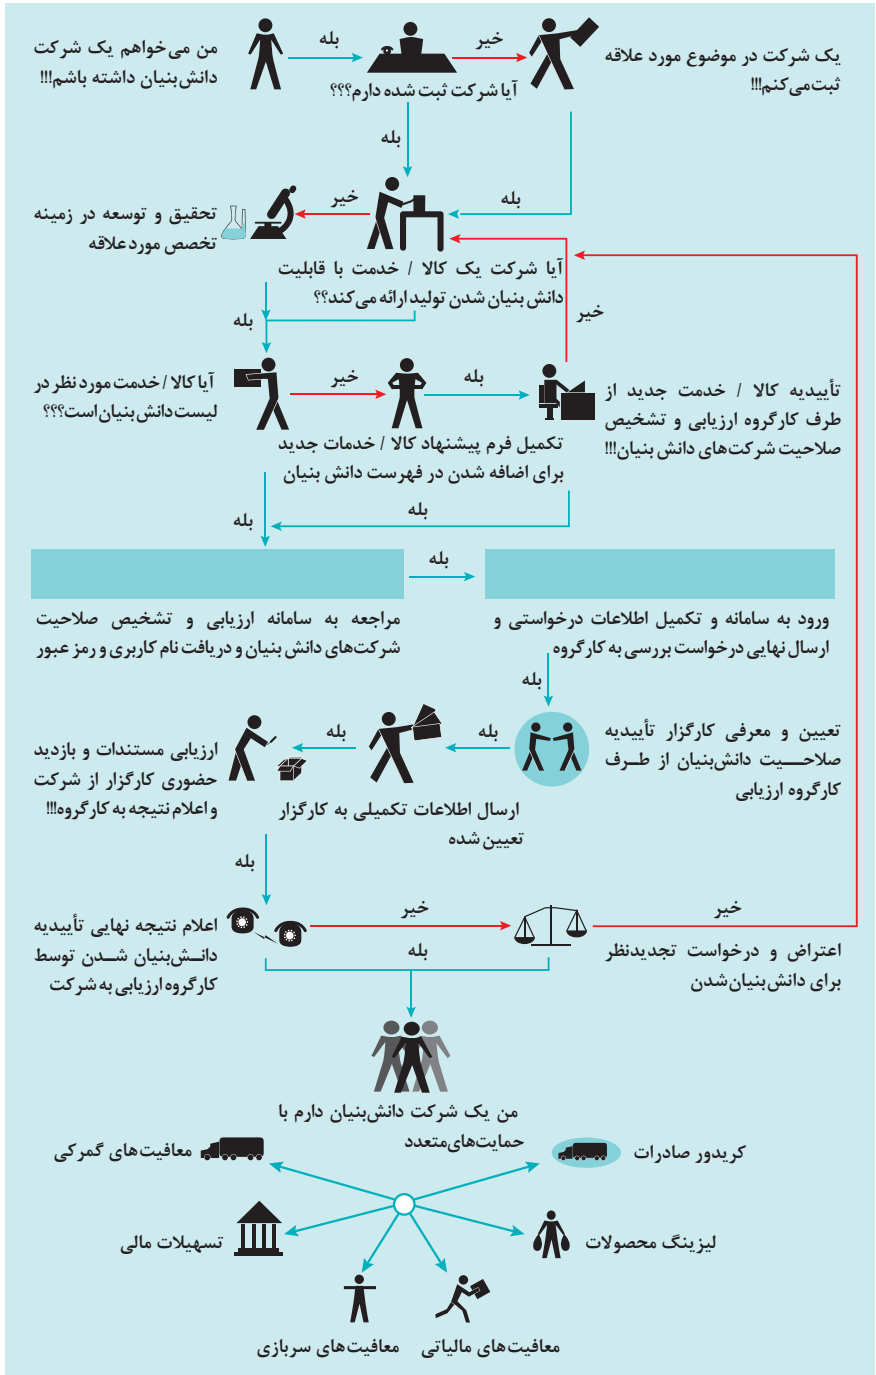 من می‌خواهم یک شرکت
دانش‌بنیان داشته باشم!!!
بله
آیا شرکت ثبت شده دارم؟؟؟
خیر
یک شرکت در موضوع مورد علاقه
ثبت‌می‌کنم!!!
بله
بله
خیر
تحقیق و توسعه در زمینه
تخصص مورد علاقه
آیا شرکت یک کالا / خدمت با قابلیت
دانش‌بنیان شدن تولید ارائه می‌کند؟؟
خیر
بله
آیا کالا / خدمت مورد نظر در
لیست دانش‌بنیان است؟؟؟
خیر
تکمیل فرم پیشنهاد کالا / خدمات جدید
برای اضافه شدن در فهرست دانش بنیان
بله
تأییدیه کالا / خدمت جدید از
طرف کارگروه ارزیابی و تشخیص
صلاحیت شرکت‌های دانش بنیان!!!
بله
بله
بله
مراجعه به سامانه ارزیابی و تشخیص صلاحیت
شرکت‌های دانش‌بنیان و دریافت نام کاربری و رمز عبور
ورود به سامانه و تکمیل اطلاعات درخواستی و
ارسال نهایی درخواست بررسی به کارگروه
بله
تعیین و معرفی کارگزار تأییدیه
صلاحیت دانش‌بنیان از طرف
کارگروه ارزیابی
بله
ارسال اطلاعات تکمیلی به کارگزار
تعیین شده
بله
ارزیابی مستندات و بازدید
حضوری کارگزار از شرکت
و اعلام نتیجه به کارگروه!!!
بله
اعلام نتیجه نهایی تأییدیه
دانش‌بنیان شدن توسط
کارگروه ارزیابی به شرکت
خیر
بله
خیر
اعتراض و درخواست تجدیدنظر
برای دانش‌بنیان‌شدن
من یک شرکت دانش‌بنیان دارم با
حمایت‌های‌متعدد
کریدور صادرات
معافیت‌های گمرکی
لیزینگ محصولات
تسهیلات مالی
معافیت‌های مالیاتی
معافیت‌های سربازی